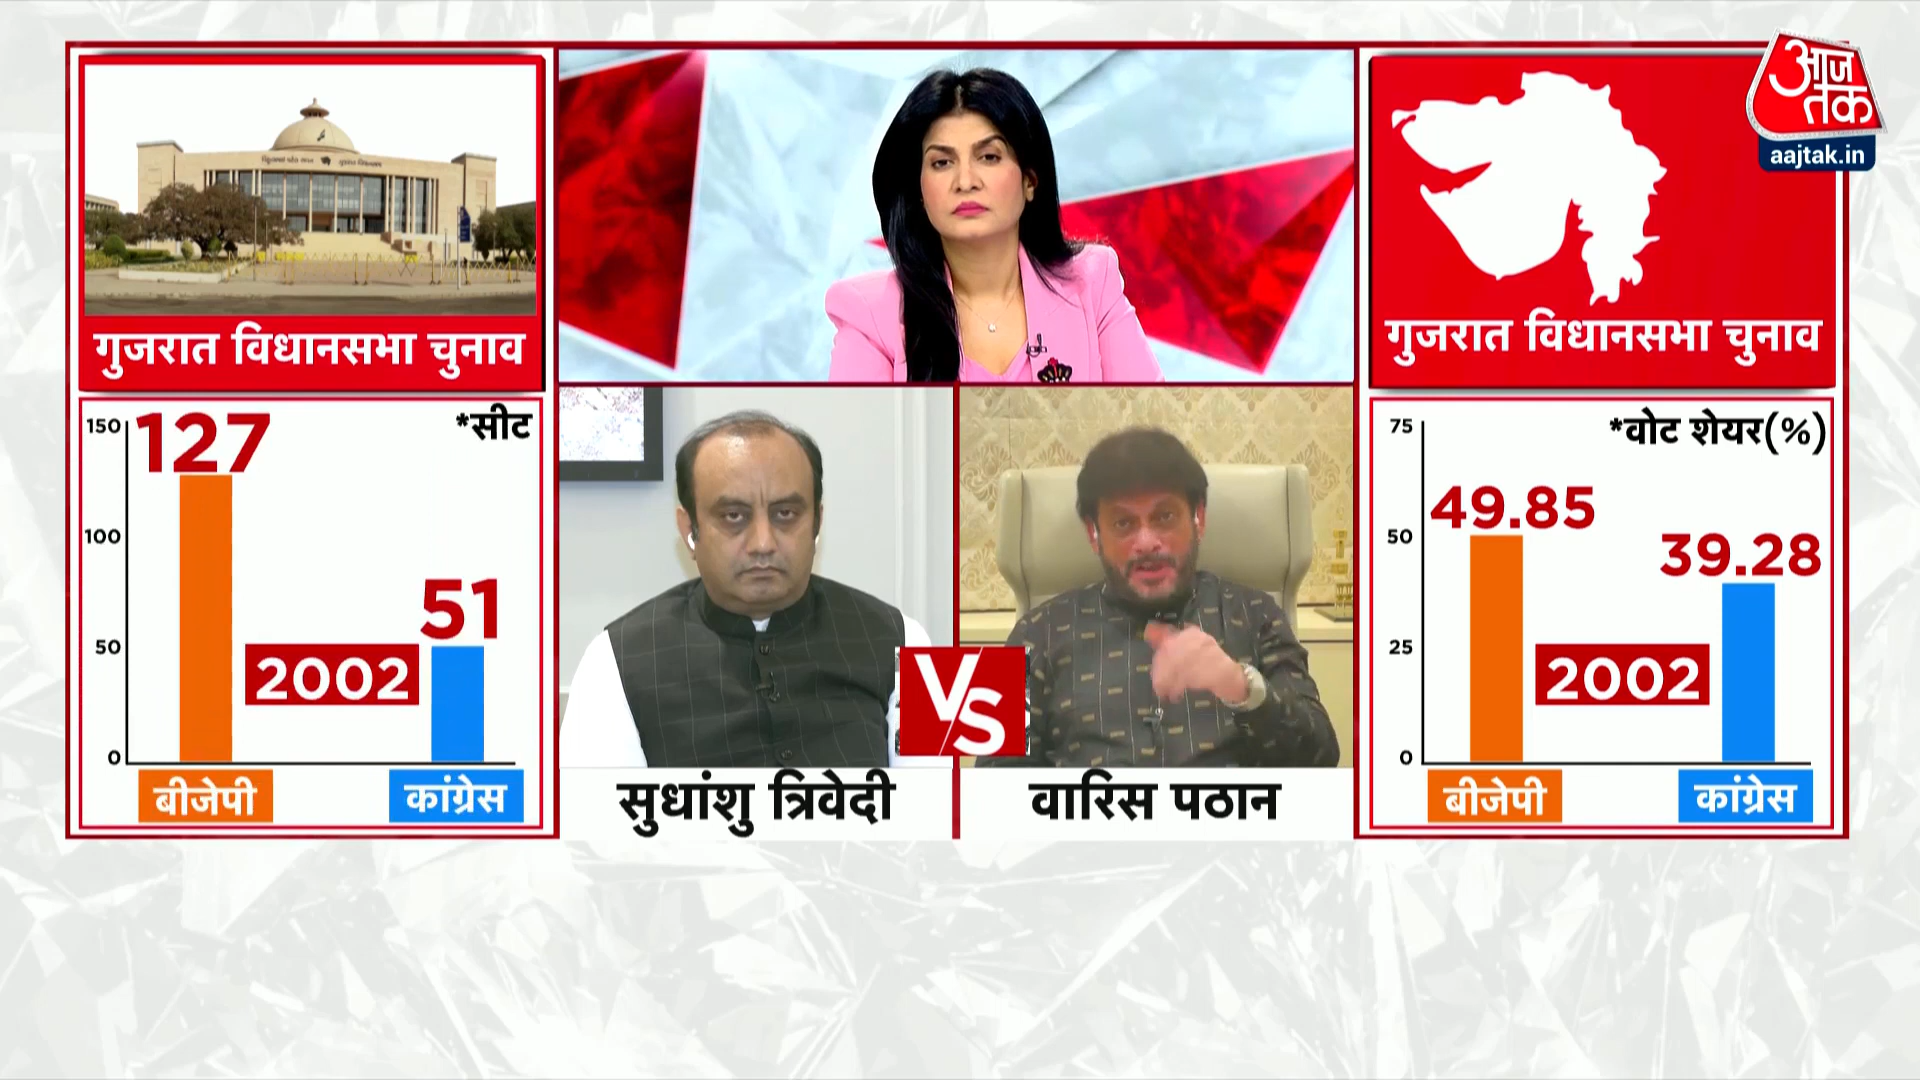 गुजरात विधानसभा चुनाव
*सीट
150
100
50
0
127
51
2002
बीजेपी
कांग्रेस
सुधांशु त्रिवेदी
VS
वारिस पठान
आज तक
aajtak.in
गुजरात विधानसभा चुनाव
*वोट शेयर(%)
75
50
25
0
49.85
39.28
2002
बीजेपी
कांग्रेस